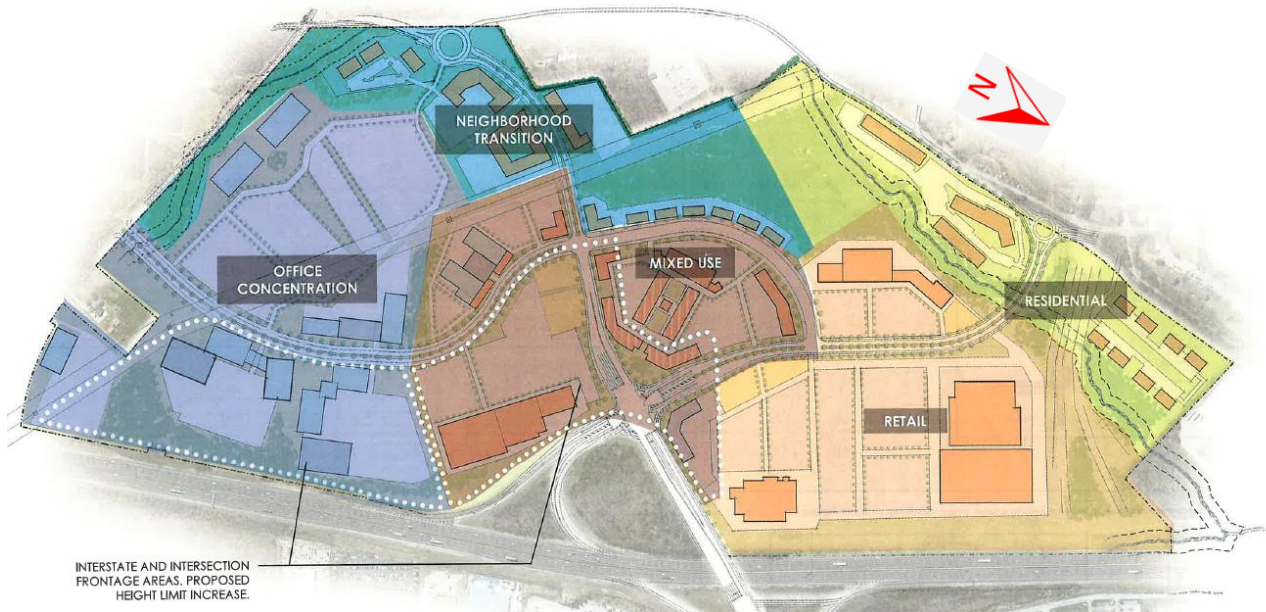 N
NEIGHBORHOOD
TRANSITION
OFFICE
CONCENTRATION
MIXED USE
RESIDENTIAL
RETAIL
INTERSTATE AND INTERSECTION
FRONTAGE AREAS. PROPOSED
HEIGHT LIMIT INCREASE.